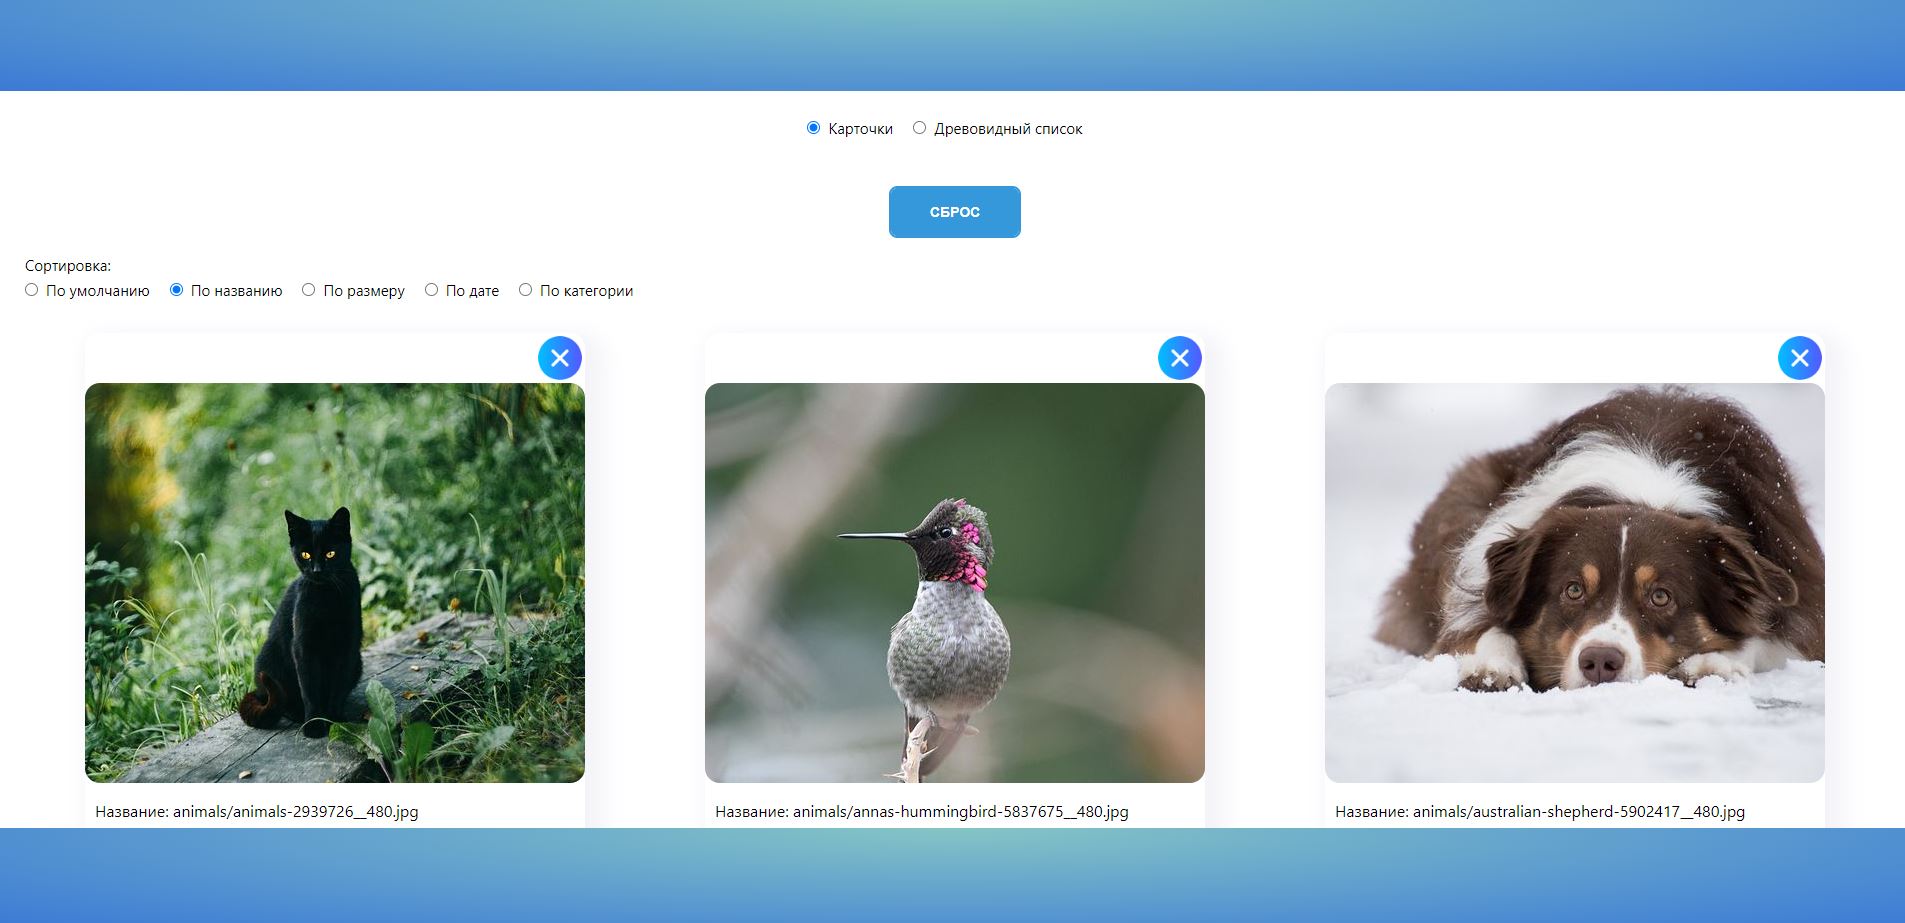 Карточки Древовидный список
СБРОС
Сортировка:
По умолчанию По названию По размеру По дате По категории
Название: animals/animals-2939726__480.jpg
Название: animals/annas-hummingbird-5837675__480.jpg
Название: animals/australian-shepherd-5902417__480.jpg